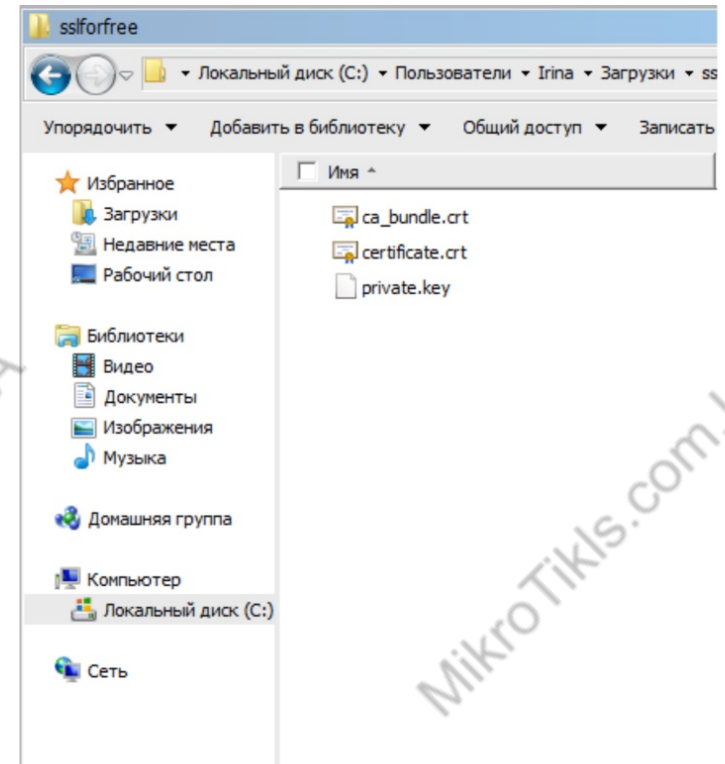 sslforfree
Локальный диск (C:) Пользователи Irina Загрузки ss
Упорядочить Добавить в библиотеку Общий доступ Записать
Имя
ca_bundle.crt
certificate.crt
private.key
Избранное
Загрузки
Недавние места
Рабочий стол
Библиотеки
Видео
Документы
Изображения
Музыка
Домашняя группа
Компьютер
Локальный диск (C:)
Сеть
MikroTikls.com.